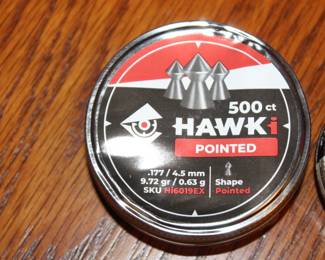 500 ct
HAWKi
POINTED
.177 / 4.5 mm
9.72 gr / 0.63 g
SKU Hi6019EX
Shape
Pointed